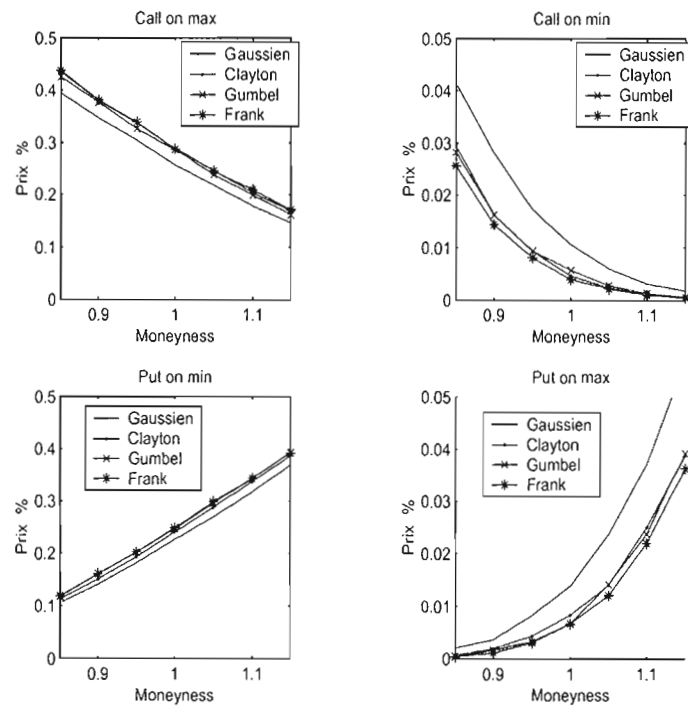 Call on max
0.5
0.4
0.3
0.2
0.1
0
Prix %
Gaussien
Clayton
Gumbel
Frank
0.9
1
1.1
Moneyness
Call on min
0.05
0.04
0.03
0.02
0.01
0
Prix %
Gaussien
Clayton
Gumbel
Frank
0.9
1
1.1
Moneyness
Put on min
0.5
0.4
0.3
0.2
0.1
0
Prix %
Gaussien
Clayton
Gumbel
Frank
0.9
1
1.1
Moneyness
Put on max
0.05
0.04
0.03
0.02
0.01
0
Prix %
Gaussien
Clayton
Gumbel
Frank
0.9
1
1.1
Moneyness